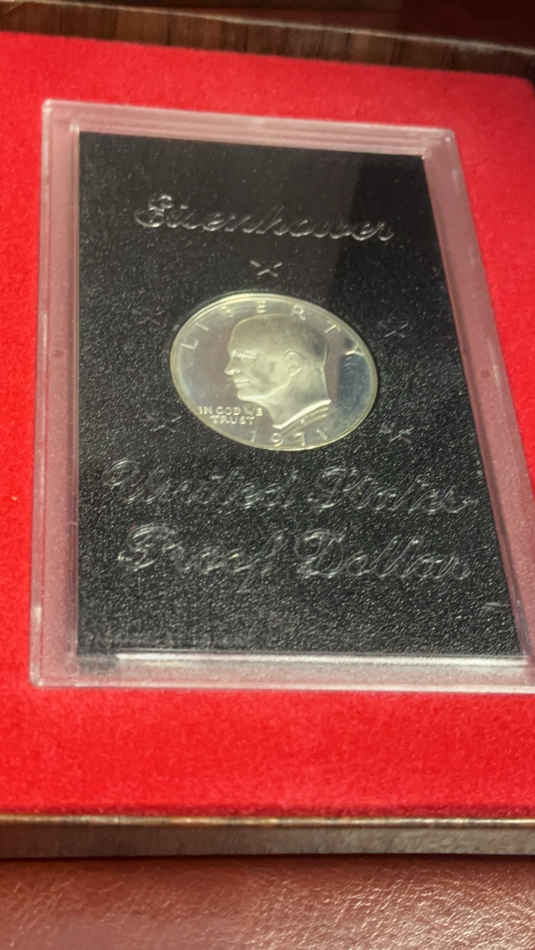 Eisenhower
LIBERTY
IN GOD WE
TRUST
1971
United States
Proof Dollar